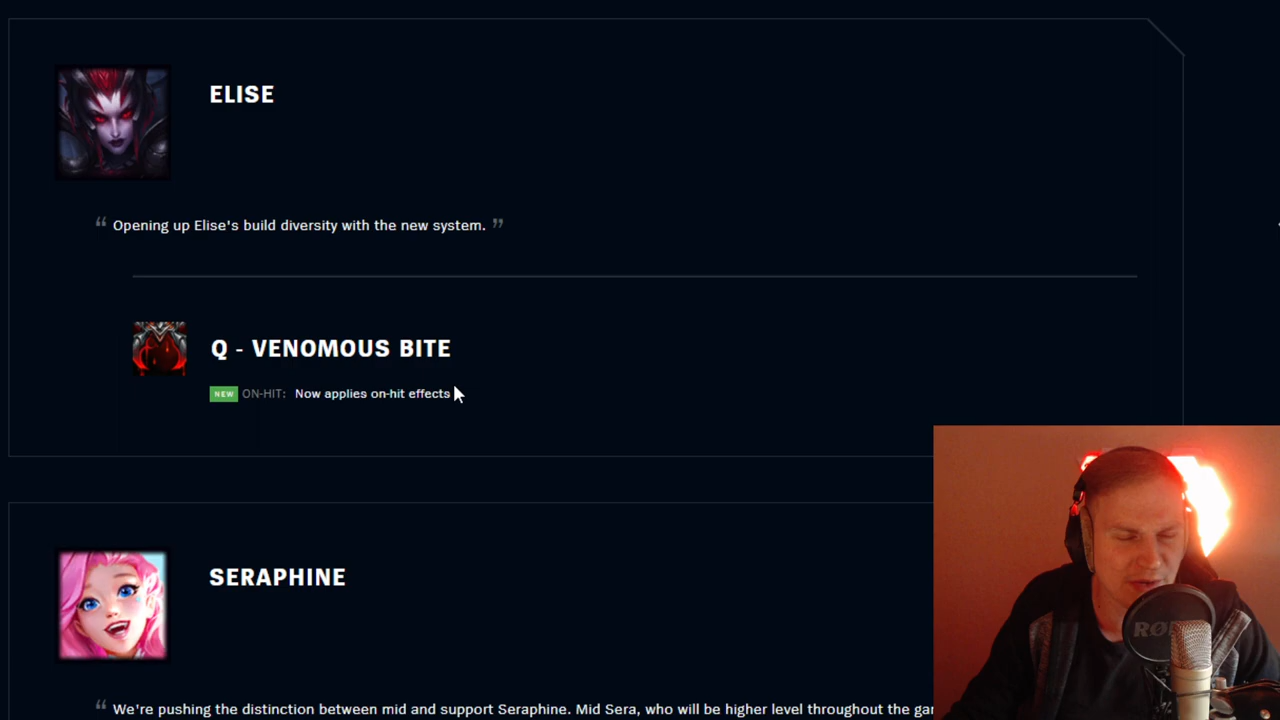 ELISE
“ Opening up Elise's build diversity with the new system. ”
Q - VENOMOUS BITE
NEW ON-HIT: Now applies on-hit effects
SERAPHINE
“ We're pushing the distinction between mid and support Seraphine. Mid Sera, who will be higher level throughout the